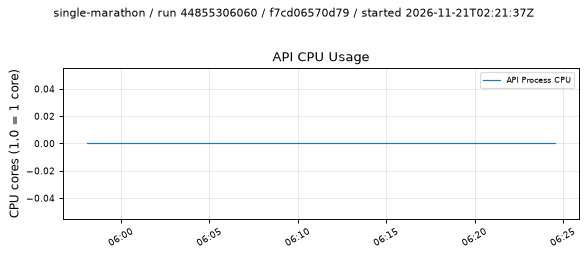 single-marathon / run 44855306060 / f7cd06570d79 / started 2026-11-21T02:21:37Z
API CPU Usage
API Process CPU
CPU cores (1.0 = 1 core)
0.04
0.02
0.00
−0.02
−0.04
06:00
06:05
06:10
06:15
06:20
06:25